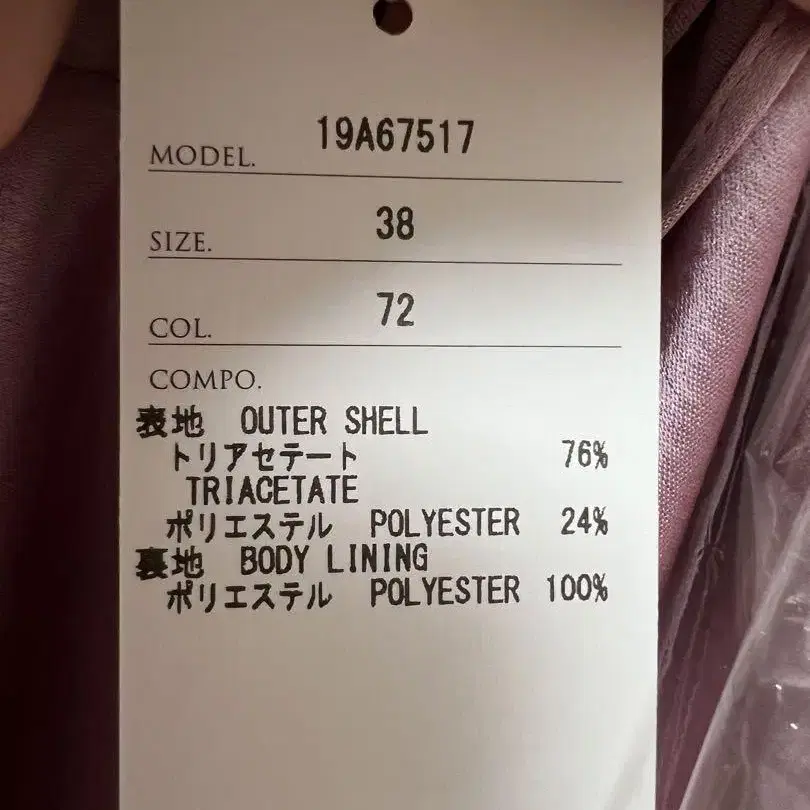 MODEL. 19A67517
SIZE. 38
COL. 72
COMPO.
表地 OUTER SHELL
トリアセテート 76%
TRIACETATE
ポリエステル POLYESTER 24%
裏地 BODY LINING
ポリエステル POLYESTER 100%